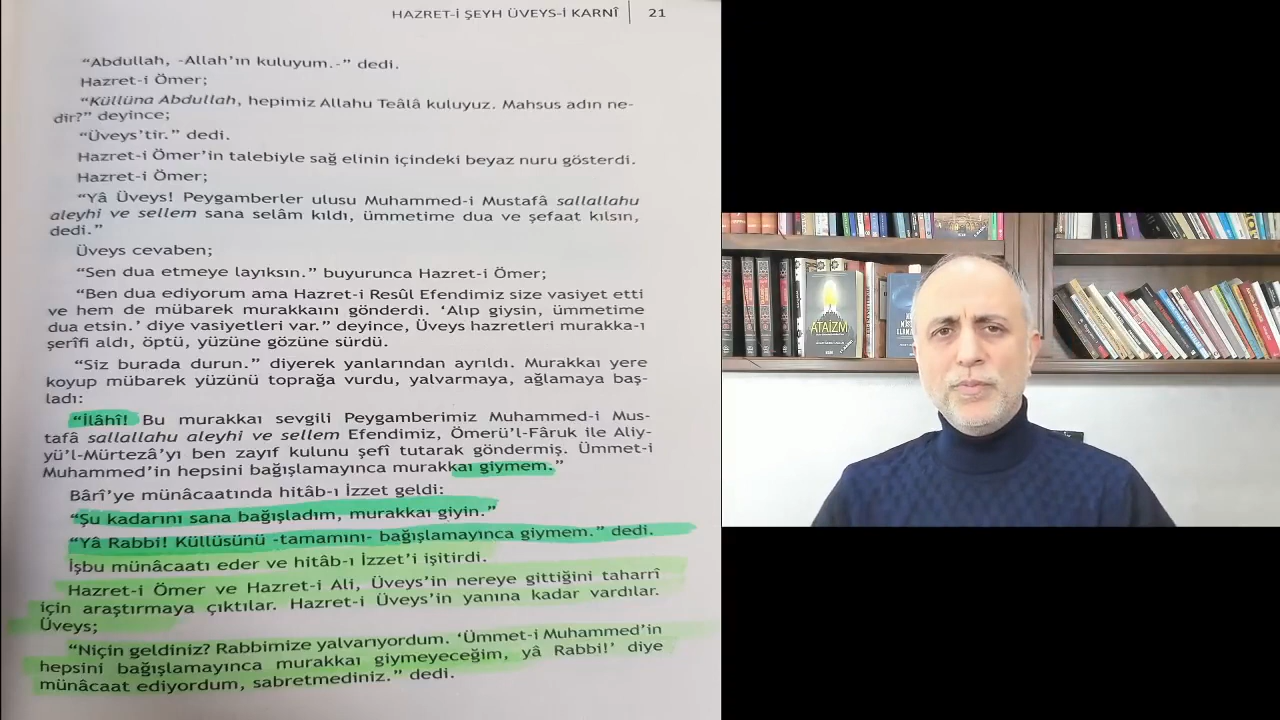 HAZRET-İ ŞEYH ÜVEYS-İ KARNÎ | 21
“Abdullah, -Allah’ın kuluyum.-” dedi.
Hazret-i Ömer;
“Küllüna Abdullah, hepimiz Allahu Teâlâ kuluyuz. Mahsus adın ne-
dir?” deyince;
“Üveys’tir.” dedi.
Hazret-i Ömer’in talebiyle sağ elinin içindeki beyaz nuru gösterdi.
Hazret-i Ömer;
“Yâ Üveys! Peygamberler ulusu Muhammed-i Mustafâ sallallahu
aleyhi ve sellem sana selâm kıldı, ümmetime dua ve şefaat kılsın,
dedi.”
Üveys cevaben;
“Sen dua etmeye layıksın.” buyurunca Hazret-i Ömer;
“Ben dua ediyorum ama Hazret-i Resûl Efendimiz size vasiyet etti
ve hem de mübarek murakkaını gönderdi. ‘Alıp giysin, ümmetime
dua etsin.’ diye vasiyetleri var.” deyince, Üveys hazretleri murakka-ı
şerîfi aldı, öptü, yüzüne gözüne sürdü.
“Siz burada durun.” diyerek yanlarından ayrıldı. Murakkaı yere
koyup mübarek yüzünü toprağa vurdu, yalvarmaya, ağlamaya baş-
ladı:
“İlâhî! Bu murakkaı sevgili Peygamberimiz Muhammed-i Mus-
tafâ sallallahu aleyhi ve sellem Efendimiz, Ömerü’l-Fâruk ile Aliy-
yü’l-Mürtezâ’yı ben zayıf kulunu şefî tutarak göndermiş. Ümmet-i
Muhammed’in hepsini bağışlamayınca murakkaı giymem.”
Bârî’ye münâcaatında hitâb-ı İzzet geldi:
“Şu kadarını sana bağışladım, murakkaı giyin.”
“Yâ Rabbi! Küllüsünü -tamamını- bağışlamayınca giymem.” dedi.
İşbu münâcaatı eder ve hitâb-ı İzzet’i işitirdi.
Hazret-i Ömer ve Hazret-i Ali, Üveys’in nereye gittiğini taharrî
için araştırmaya çıktılar. Hazret-i Üveys’in yanına kadar vardılar.
Üveys;
“Niçin geldiniz? Rabbimize yalvarıyordum. ‘Ümmet-i Muhammed’in
hepsini bağışlamayınca murakkaı giymeyeceğim, yâ Rabbi!’ diye
münâcaat ediyordum, sabretmediniz.” dedi.
ATAİZM